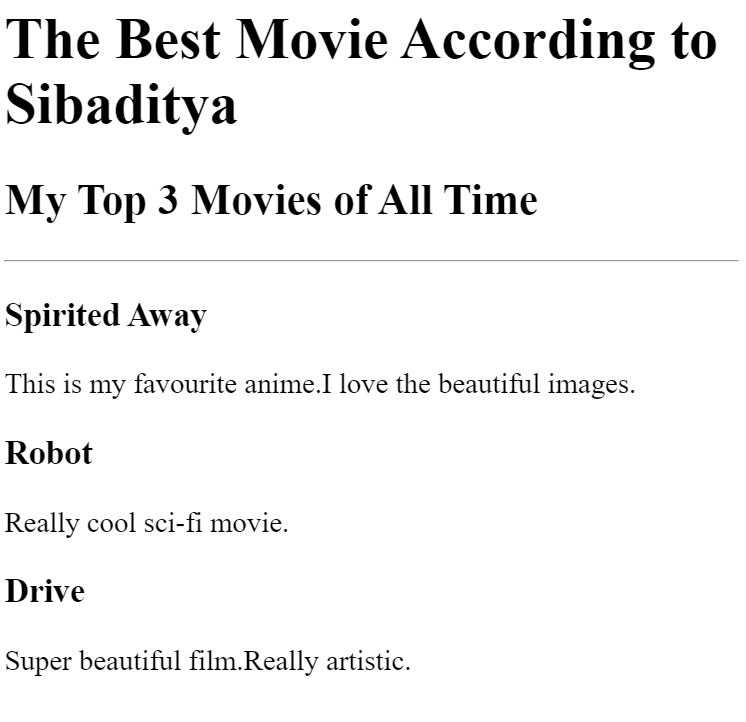 The Best Movie According to
Sibaditya
My Top 3 Movies of All Time
Spirited Away
This is my favourite anime.I love the beautiful images.
Robot
Really cool sci-fi movie.
Drive
Super beautiful film.Really artistic.